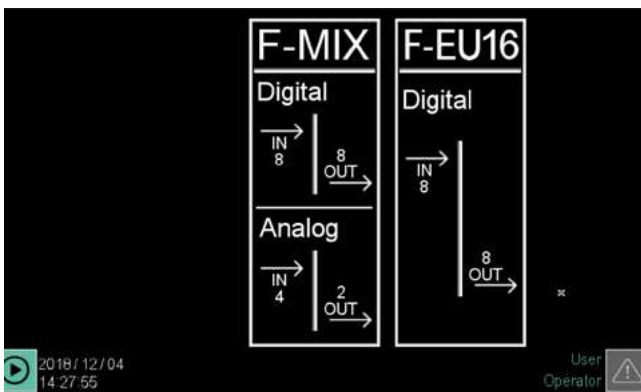 F-MIX
Digital
IN
8
8
OUT
Analog
IN
4
2
OUT
F-EU16
Digital
IN
8
8
OUT
2018/12/04
14:27:55
User
Operator